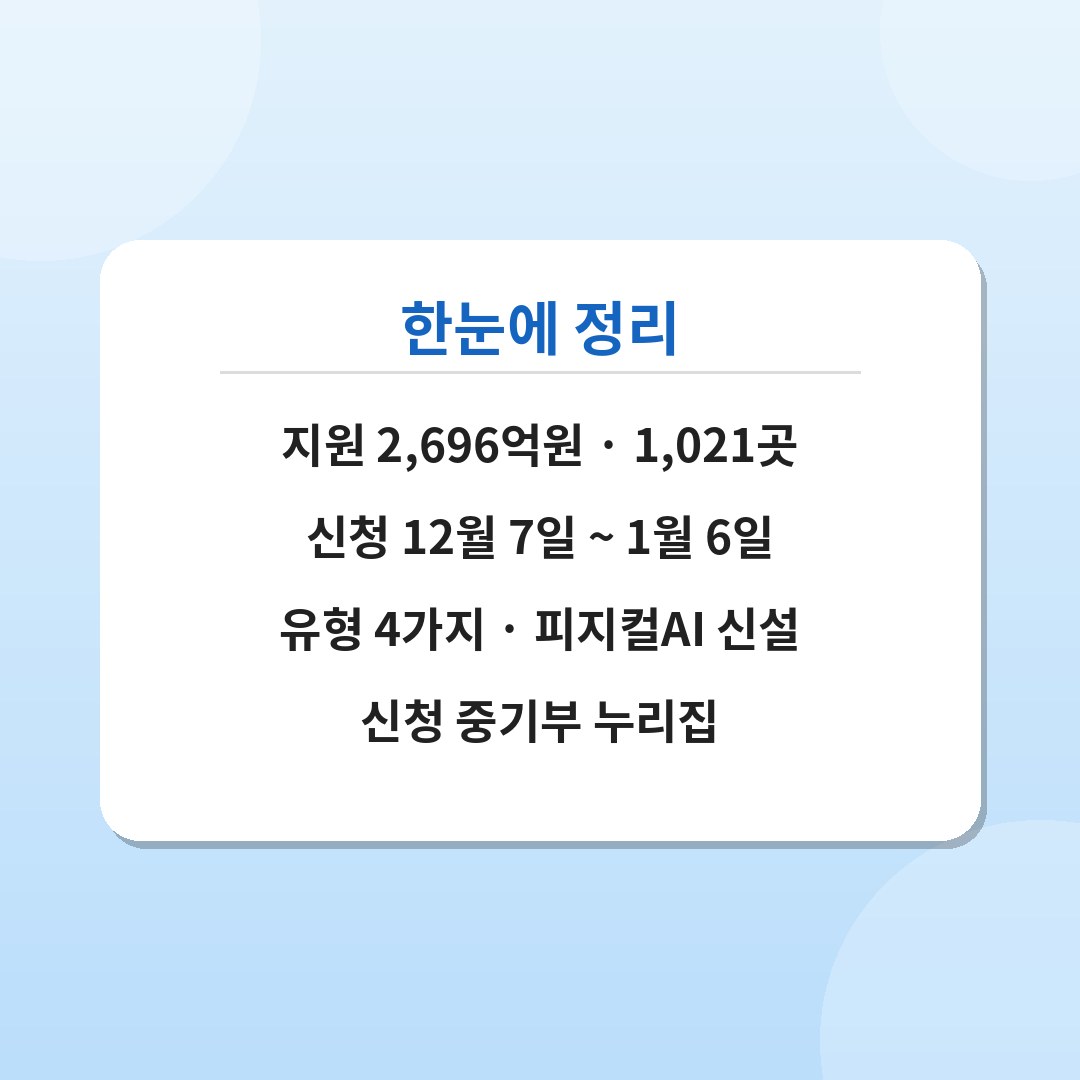 한눈에 정리
지원 2,696억원 · 1,021곳
신청 12월 7일 ~ 1월 6일
유형 4가지 · 피지컬AI 신설
신청 중기부 누리집